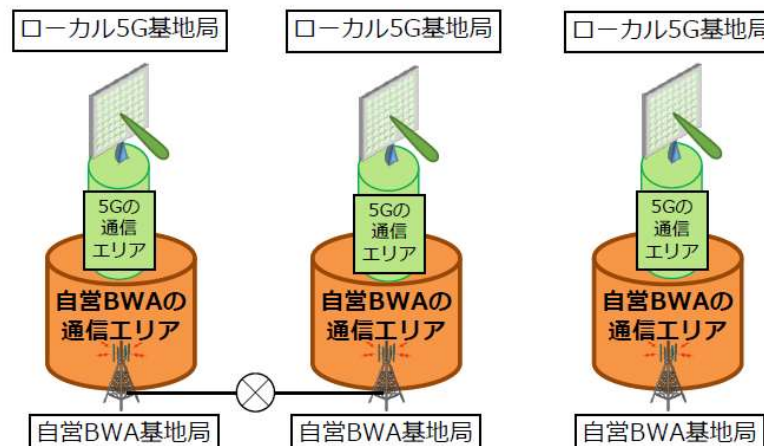 ローカル5G基地局
ローカル5G基地局
ローカル5G基地局
5Gの
通信
エリア
5Gの
通信
エリア
5Gの
通信
エリア
自営BWAの
通信エリア
自営BWAの
通信エリア
自営BWAの
通信エリア
自営BWA基地局
自営BWA基地局
自営BWA基地局